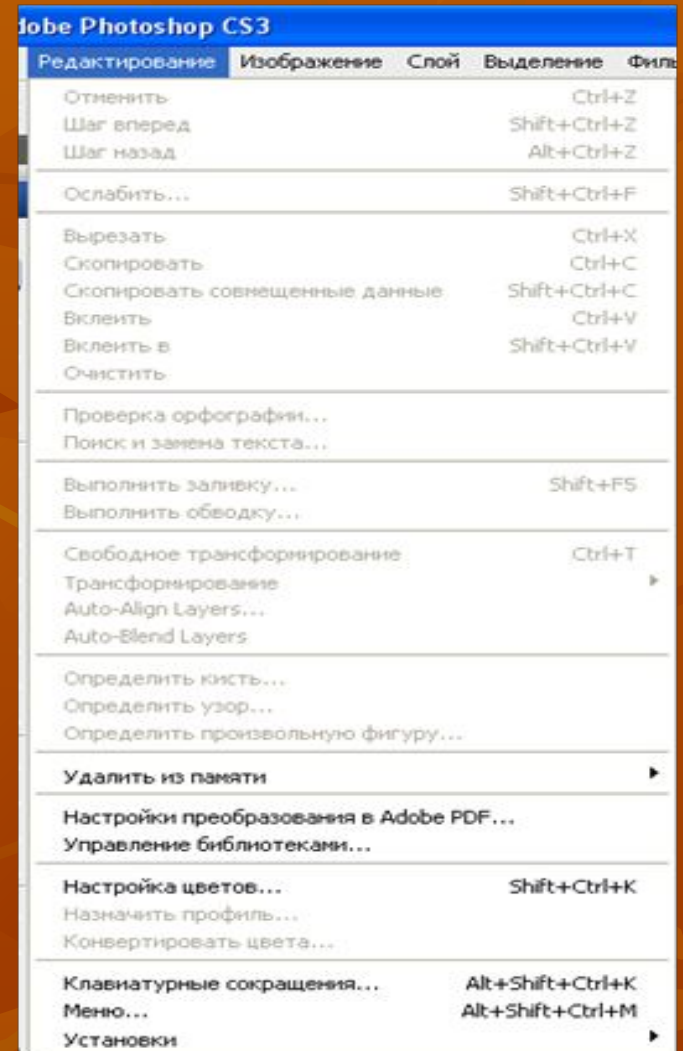 dobe Photoshop CS3
Редактирование Изображение Слой Выделение Филь
Отменить Ctrl+Z
Шаг вперед Shift+Ctrl+Z
Шаг назад Alt+Ctrl+Z
Ослабить... Shift+Ctrl+F
Вырезать Ctrl+X
Скопировать Ctrl+C
Скопировать совмещенные данные Shift+Ctrl+C
Вклеить Ctrl+V
Вклеить в Shift+Ctrl+V
Очистить
Проверка орфографии...
Поиск и замена текста...
Выполнить заливку... Shift+F5
Выполнить обводку...
Свободное трансформирование Ctrl+T
Трансформирование
Auto-Align Layers...
Auto-Blend Layers
Определить кисть...
Определить узор...
Определить произвольную фигуру...
Удалить из памяти
Настройки преобразования в Adobe PDF...
Управление библиотеками...
Настройка цветов... Shift+Ctrl+K
Назначить профиль...
Конвертировать цвета...
Клавиатурные сокращения... Alt+Shift+Ctrl+K
Меню... Alt+Shift+Ctrl+M
Установки